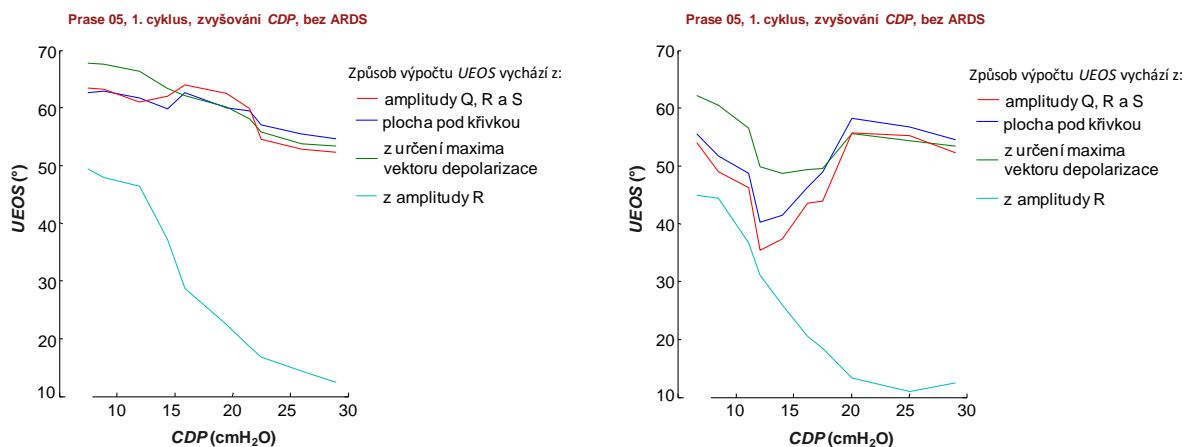 Prase 05, 1. cyklus, zvyšování CDP, bez ARDS
70
60
50
40
30
20
10
UEOS (°)
10
15
20
25
30
CDP (cmH₂O)
Způsob výpočtu UEOS vychází z:
amplitudy Q, R a S
plocha pod křivkou
z určení maxima
vektoru depolarizace
z amplitudy R
Prase 05, 1. cyklus, zvyšování CDP, bez ARDS
70
60
50
40
30
20
10
UEOS (°)
10
15
20
25
30
CDP (cmH₂O)
Způsob výpočtu UEOS vychází z:
amplitudy Q, R a S
plocha pod křivkou
z určení maxima
vektoru depolarizace
z amplitudy R